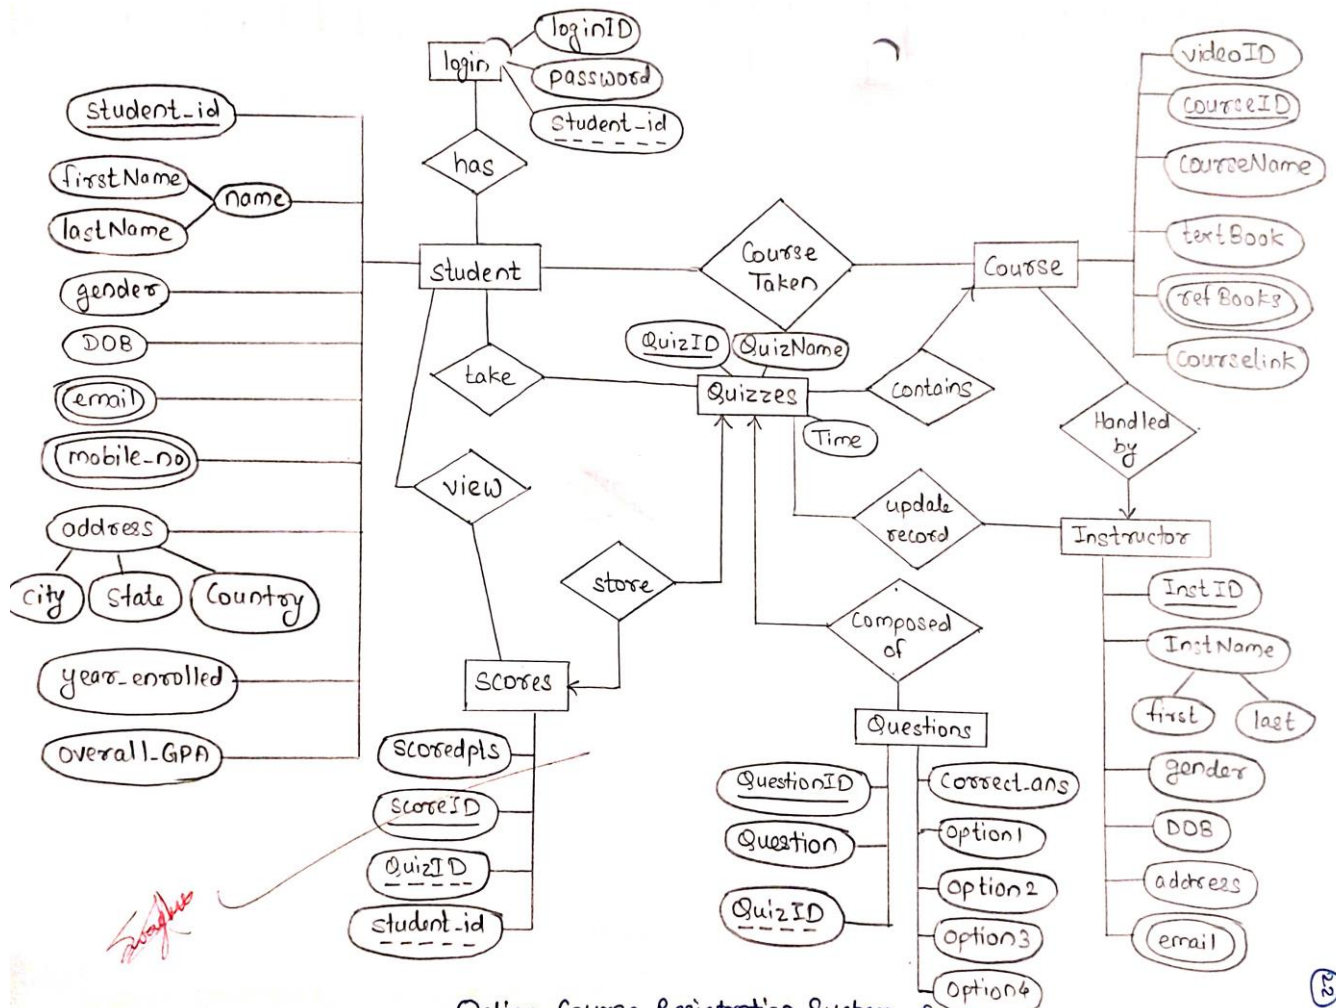 login
loginID
password
student_id
has
student_id
firstName
lastName
name
gender
DOB
email
mobile_no
address
city
State
Country
year_enrolled
overall_GPA
Student
Course
Taken
Course
videoID
courseID
courseName
textBook
refBooks
courselink
take
QuizID
QuizName
Quizzes
Time
contains
Handled
by
view
update
record
Instructor
store
Composed
of
Scores
scoredpts
scoreID
QuizID
student_id
Questions
QuestionID
Question
QuizID
Correct_ans
Option1
Option2
Option3
Option4
InstID
InstName
first
last
gender
DOB
address
email
Online Course Registration System
22